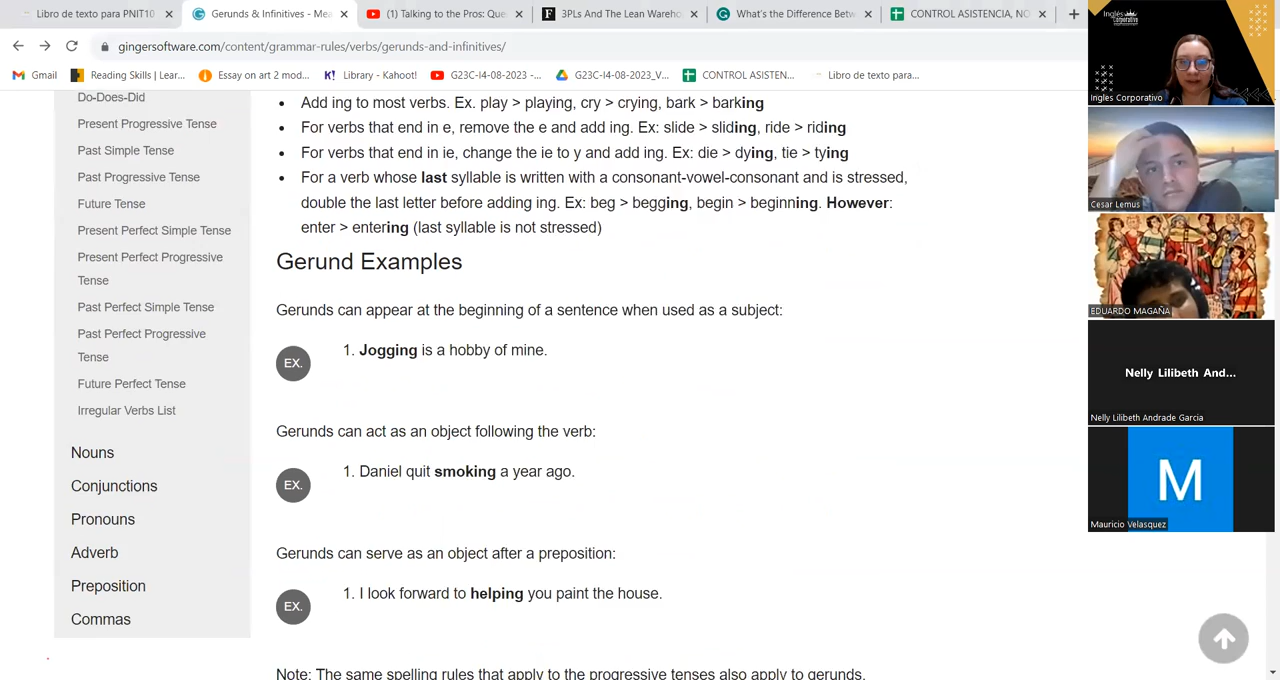 Libro de texto para PNIT10
Gerunds & Infinitives - Mea
(1) Talking to the Pros: Que
3PLs And The Lean Wareho
What's the Difference Betw
CONTROL ASISTENCIA, NO
gingersoftware.com/content/grammar-rules/verbs/gerunds-and-infinitives/
Gmail
Reading Skills | Lear...
Essay on art 2 mod...
Library - Kahoot!
G23C-I4-08-2023 -...
G23C-I4-08-2023_V...
CONTROL ASISTEN...
Libro de texto para...
Do-Does-Did
Present Progressive Tense
Past Simple Tense
Past Progressive Tense
Future Tense
Present Perfect Simple Tense
Present Perfect Progressive
Tense
Past Perfect Simple Tense
Past Perfect Progressive
Tense
Future Perfect Tense
Irregular Verbs List
Nouns
Conjunctions
Pronouns
Adverb
Preposition
Commas
Add ing to most verbs. Ex. play > playing, cry > crying, bark > barking
For verbs that end in e, remove the e and add ing. Ex: slide > sliding, ride > riding
For verbs that end in ie, change the ie to y and add ing. Ex: die > dying, tie > tying
For a verb whose last syllable is written with a consonant-vowel-consonant and is stressed,
double the last letter before adding ing. Ex: beg > begging, begin > beginning. However:
enter > entering (last syllable is not stressed)
Gerund Examples
Gerunds can appear at the beginning of a sentence when used as a subject:
EX.
1. Jogging is a hobby of mine.
Gerunds can act as an object following the verb:
EX.
1. Daniel quit smoking a year ago.
Gerunds can serve as an object after a preposition:
EX.
1. I look forward to helping you paint the house.
Note: The same spelling rules that apply to the progressive tenses also apply to gerunds.
Inglés
Corporativo
Ingles Corporativo
Cesar Lemus
EDUARDO MAGAÑA
Nelly Lilibeth And...
Nelly Lilibeth Andrade Garcia
M
Mauricio Velasquez